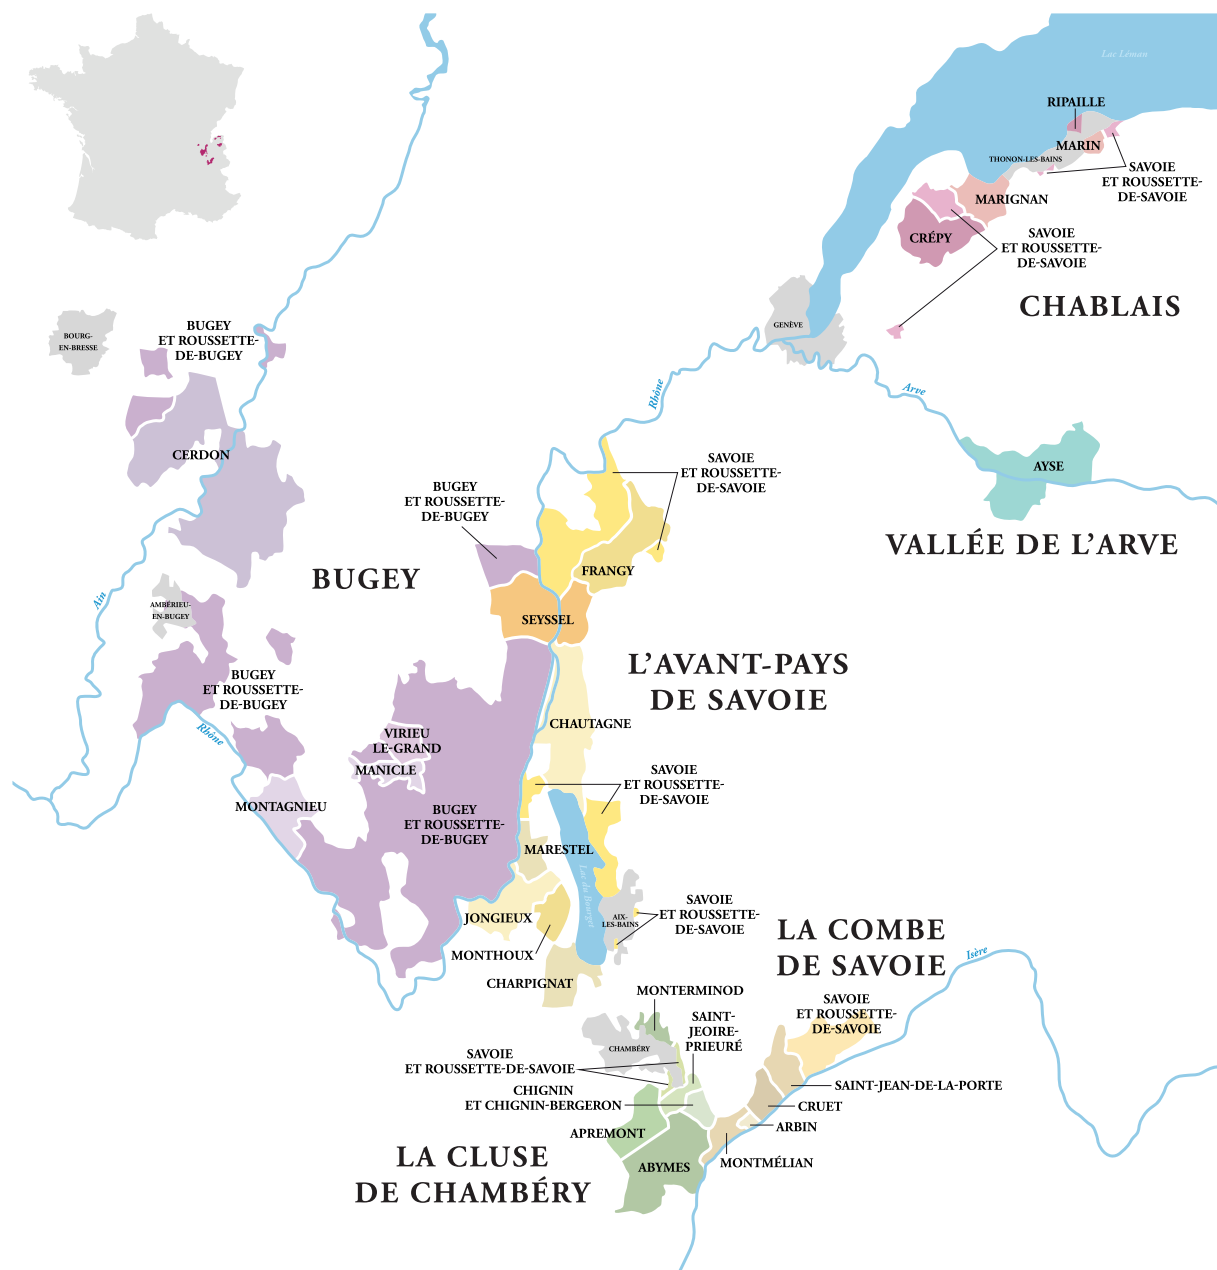 Lac Léman
RIPAILLE
MARIN
THONON-LES-BAINS
SAVOIE
ET ROUSSETTE-
DE-SAVOIE
MARIGNAN
CRÉPY
SAVOIE
ET ROUSSETTE-
DE-SAVOIE
CHABLAIS
GENÈVE
BOURG-
EN-BRESSE
BUGEY
ET ROUSSETTE-
DE-BUGEY
Rhône
Arve
CERDON
AYSE
SAVOIE
ET ROUSSETTE-
DE-SAVOIE
BUGEY
ET ROUSSETTE-
DE-BUGEY
VALLÉE DE L’ARVE
BUGEY
FRANGY
Ain
AMBÉRIEU-
EN-BUGEY
SEYSSEL
L’AVANT-PAYS
DE SAVOIE
BUGEY
ET ROUSSETTE-
DE-BUGEY
CHAUTAGNE
Rhône
VIRIEU
LE-GRAND
MANICLE
SAVOIE
ET ROUSSETTE-
DE-SAVOIE
MONTAGNIEU
BUGEY
ET ROUSSETTE-
DE-BUGEY
MARESTEL
Lac du Bourget
JONGIEUX
AIX-
LES-BAINS
SAVOIE
ET ROUSSETTE-
DE-SAVOIE
MONTHOUX
CHARPIGNAT
LA COMBE
DE SAVOIE
Isère
MONTERMINOD
SAVOIE
ET ROUSSETTE-
DE-SAVOIE
SAINT-
JEOIRE-
PRIEURÉ
CHAMBÉRY
SAVOIE
ET ROUSSETTE-DE-SAVOIE
CHIGNIN
ET CHIGNIN-BERGERON
SAINT-JEAN-DE-LA-PORTE
CRUET
ARBIN
APREMONT
MONTMÉLIAN
ABYMES
LA CLUSE
DE CHAMBÉRY